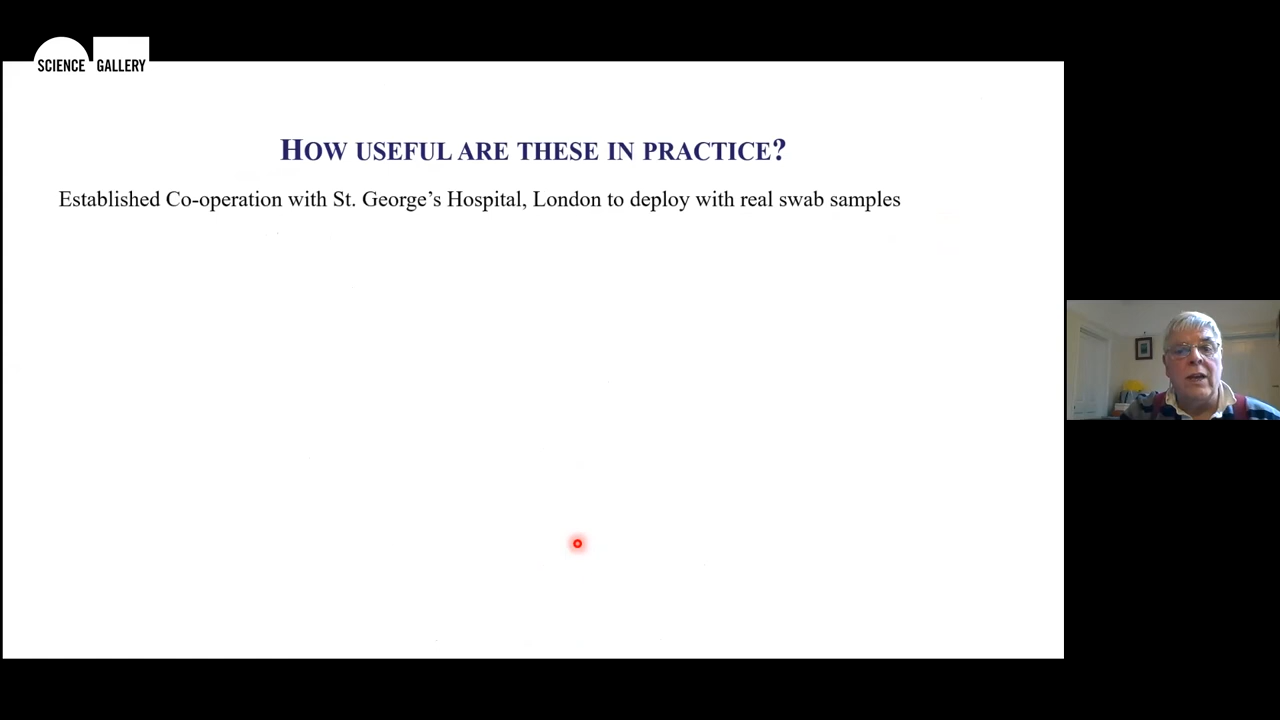 SCIENCE GALLERY
HOW USEFUL ARE THESE IN PRACTICE?
Established Co-operation with St. George’s Hospital, London to deploy with real swab samples